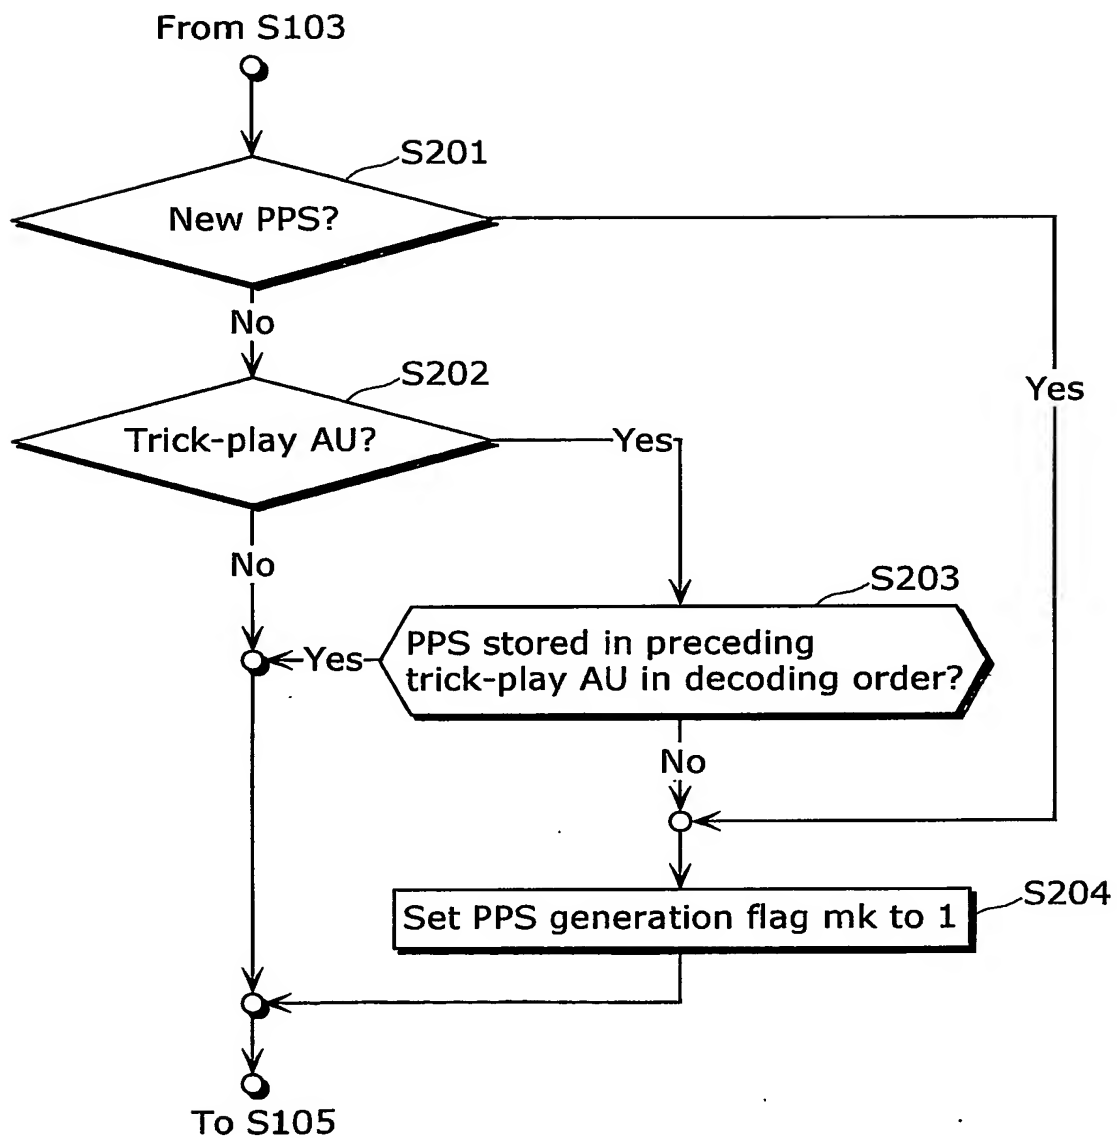 From S103
S201
New PPS?
No
S202
Yes
Trick-play AU?
Yes
No
S203
PPS stored in preceding
trick-play AU in decoding order?
Yes
No
S204
Set PPS generation flag mk to 1
To S105